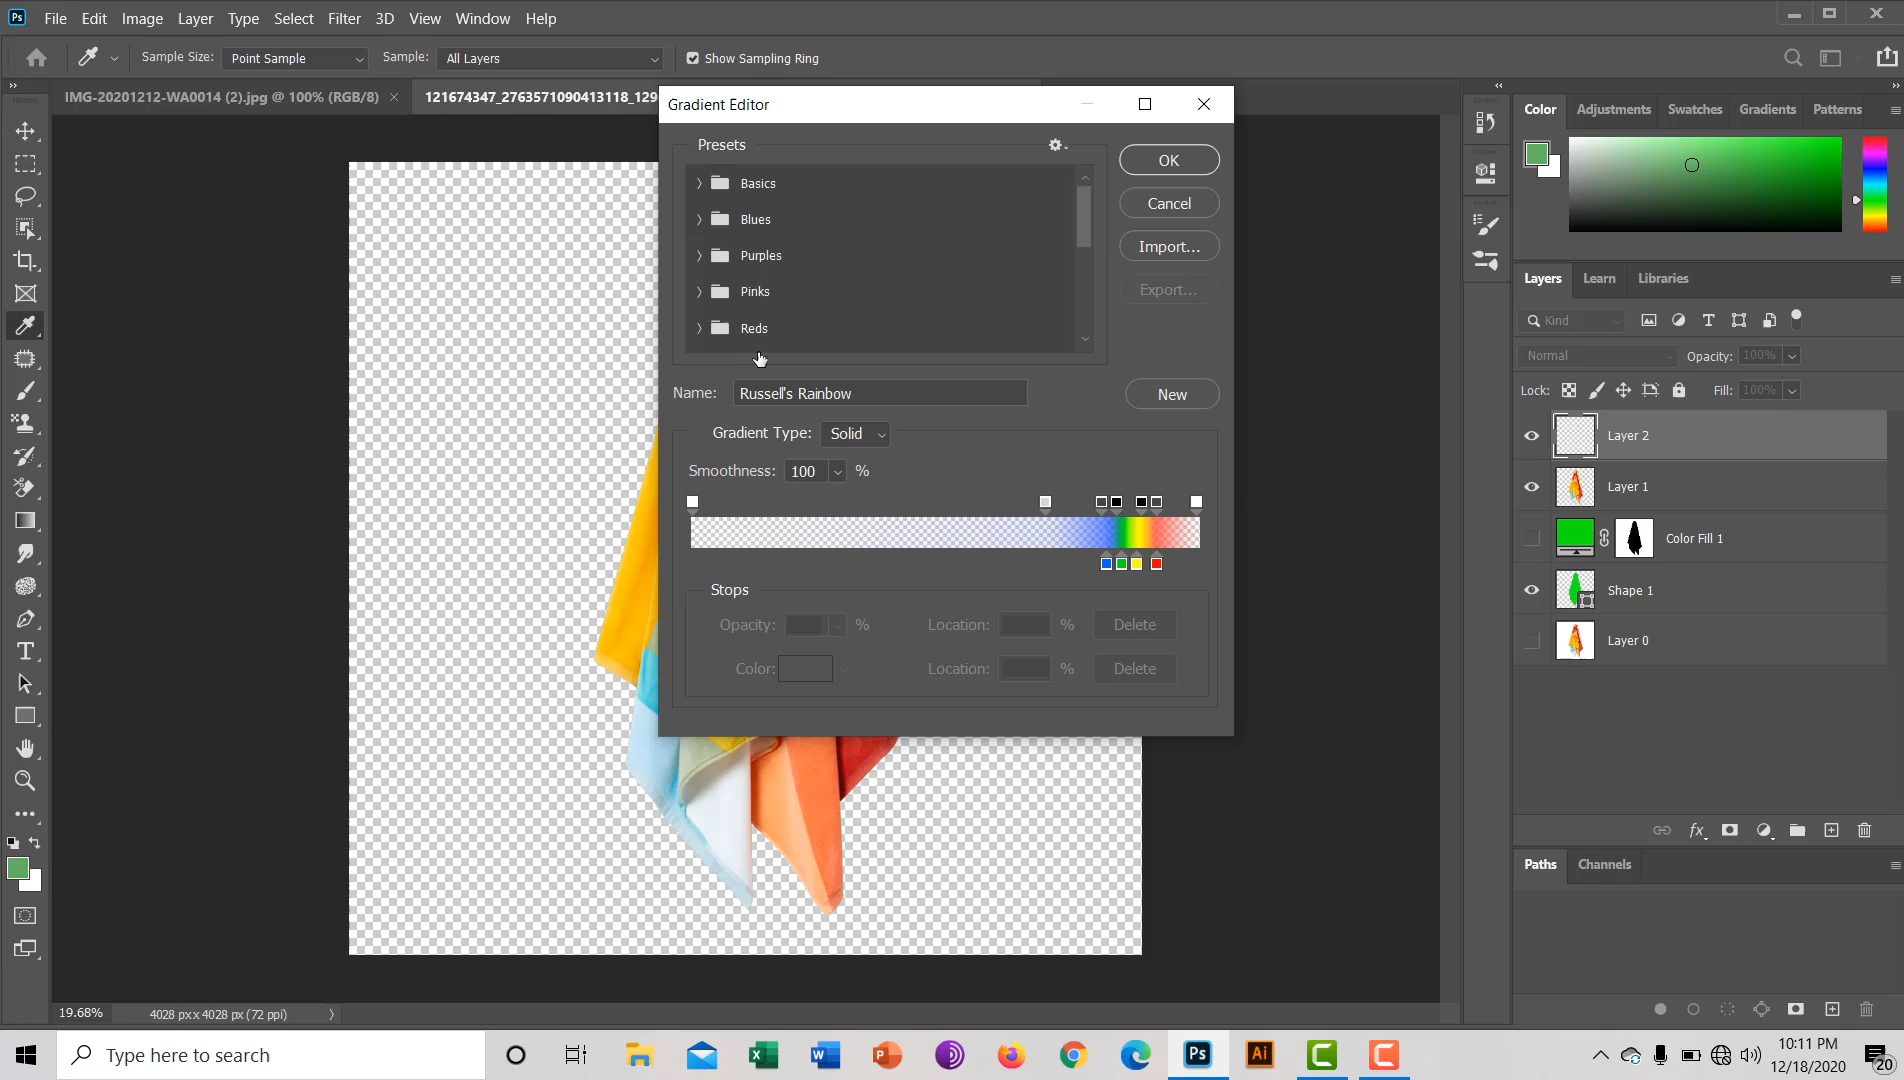 Ps File Edit Image Layer Type Select Filter 3D View Window Help
Sample Size: Point Sample Sample: All Layers Show Sampling Ring
IMG-20201212-WA0014 (2).jpg @ 100% (RGB/8) × 121674347_2763571090413118_129
Gradient Editor
Presets
Basics
Blues
Purples
Pinks
Reds
OK
Cancel
Import...
Export...
Name: Russell's Rainbow New
Gradient Type: Solid
Smoothness: 100 %
Stops
Opacity: % Location: % Delete
Color: Location: % Delete
Color Adjustments Swatches Gradients Patterns
Layers Learn Libraries
Kind
Normal Opacity: 100%
Lock: Fill: 100%
Layer 2
Layer 1
Color Fill 1
Shape 1
Layer 0
fx
Paths Channels
19.68% 4028 px x 4028 px (72 ppi)
Type here to search
Ps Ai
10:11 PM
12/18/2020
20